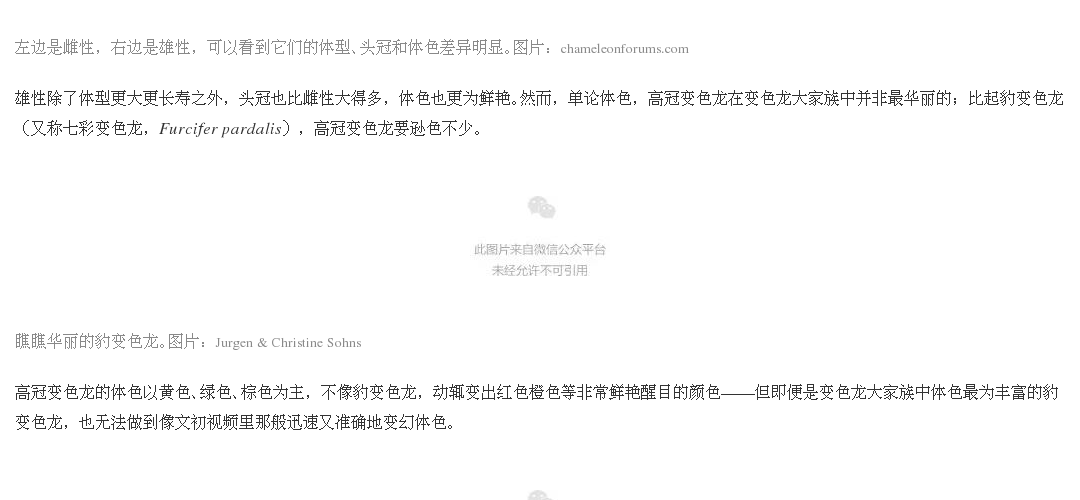 左边是雌性，右边是雄性，可以看到它们的体型、头冠和体色差异明显。图片：chameleonforums.com
雄性除了体型更大更长寿之外，头冠也比雌性大得多，体色也更为鲜艳。然而，单论体色，高冠变色龙在变色龙大家族中并非最华丽的；比起豹变色龙
（又称七彩变色龙，Furcifer pardalis），高冠变色龙要逊色不少。
此图片来自微信公众平台
未经允许不可引用
瞧瞧华丽的豹变色龙。图片：Jurgen & Christine Sohns
高冠变色龙的体色以黄色、绿色、棕色为主，不像豹变色龙，动辄变出红色橙色等非常鲜艳醒目的颜色——但即便是变色龙大家族中体色最为丰富的豹
变色龙，也无法做到像文初视频里那般迅速又准确地变幻体色。